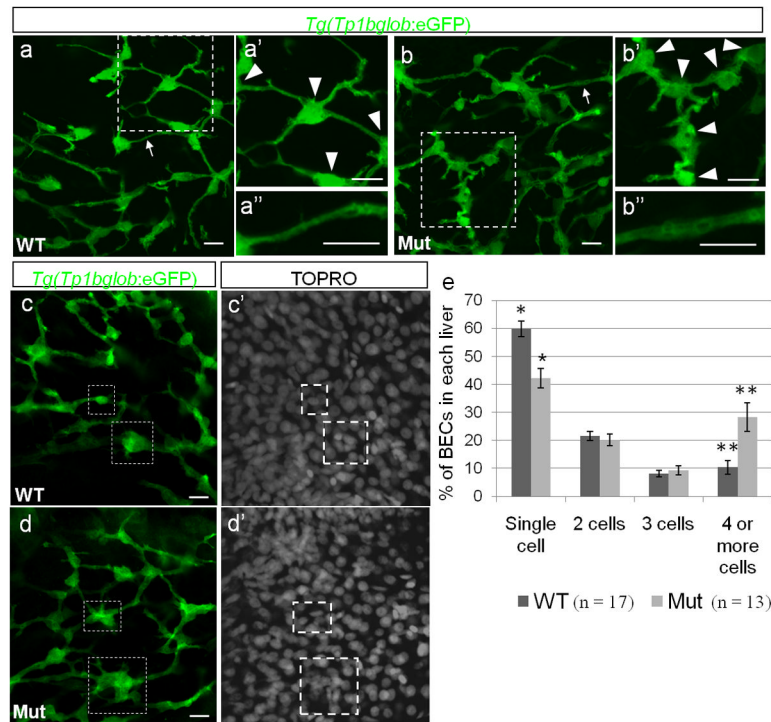 Tg(Tp1bglob:eGFP)
a
a'
b
b'
WT
a''
Mut
b''
Tg(Tp1bglob:eGFP)
TOPRO
e
c
c'
WT
d
d'
Mut
% of BECs in each liver
70
60
50
40
30
20
10
0
*
*
**
**
Single cell
2 cells
3 cells
4 or more cells
WT (n = 17)
Mut (n = 13)